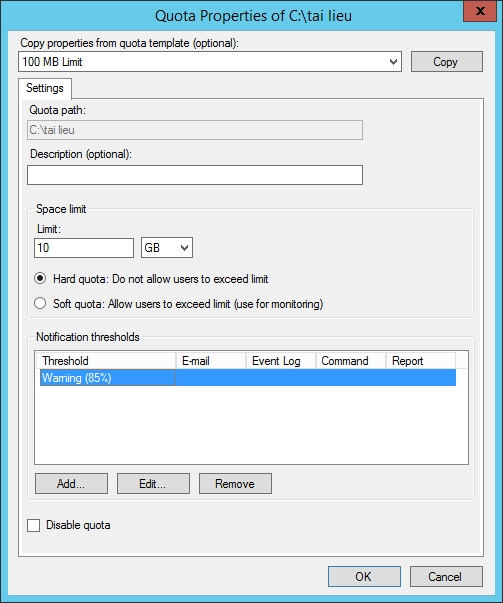 Quota Properties of C:\tai lieu
x
Copy properties from quota template (optional):
100 MB Limit
Copy
Settings
Quota path:
C:\tai lieu
Description (optional):
Space limit
Limit:
10 GB
Hard quota: Do not allow users to exceed limit
Soft quota: Allow users to exceed limit (use for monitoring)
Notification thresholds
Threshold E-mail Event Log Command Report
Warning (85%)
Add... Edit... Remove
Disable quota
OK Cancel